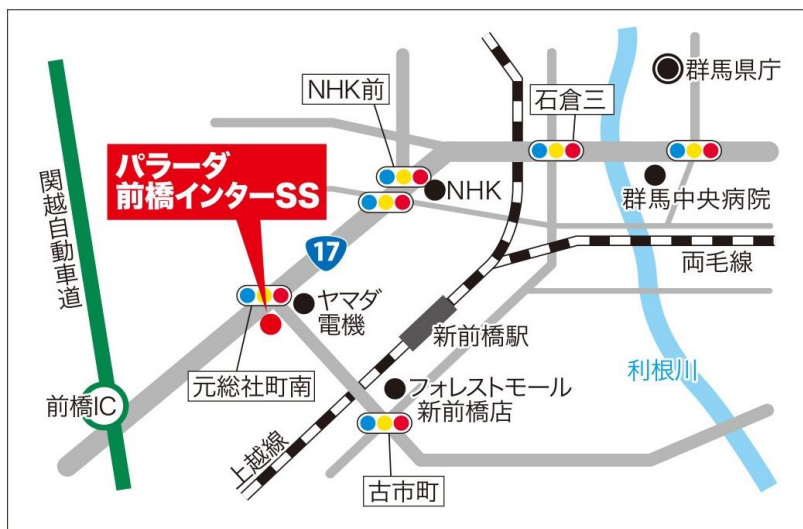 群馬県庁
NHK前
石倉三
パラーダ
前橋インターSS
NHK
群馬中央病院
関越自動車道
17
両毛線
ヤマダ
電機
新前橋駅
利根川
元総社町南
フォレストモール
新前橋店
前橋IC
上越線
古市町